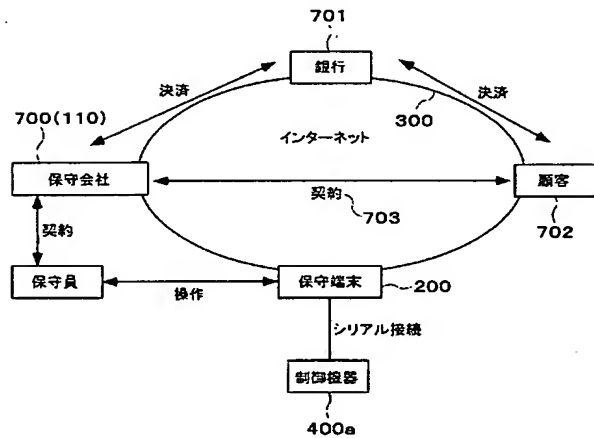 701
銀行
決済
決済
700(110)
300
インターネット
保守会社
顧客
契約
703
702
契約
保守員
保守端末
200
操作
シリアル接続
制御機器
400a